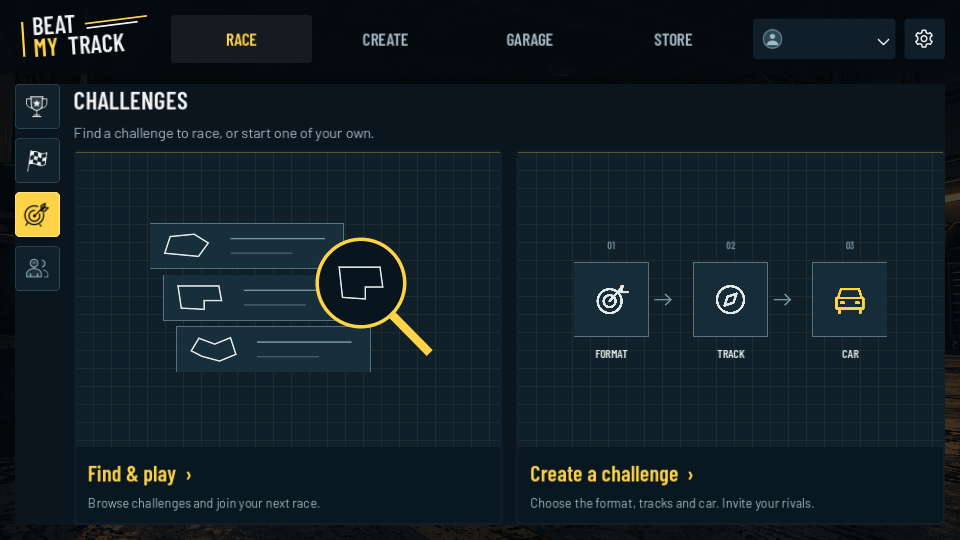 BEAT
MY TRACK
RACE
CREATE
GARAGE
STORE
CHALLENGES
Find a challenge to race, or start one of your own.
01
02
03
FORMAT
TRACK
CAR
Find & play ›
Browse challenges and join your next race.
Create a challenge ›
Choose the format, tracks and car. Invite your rivals.